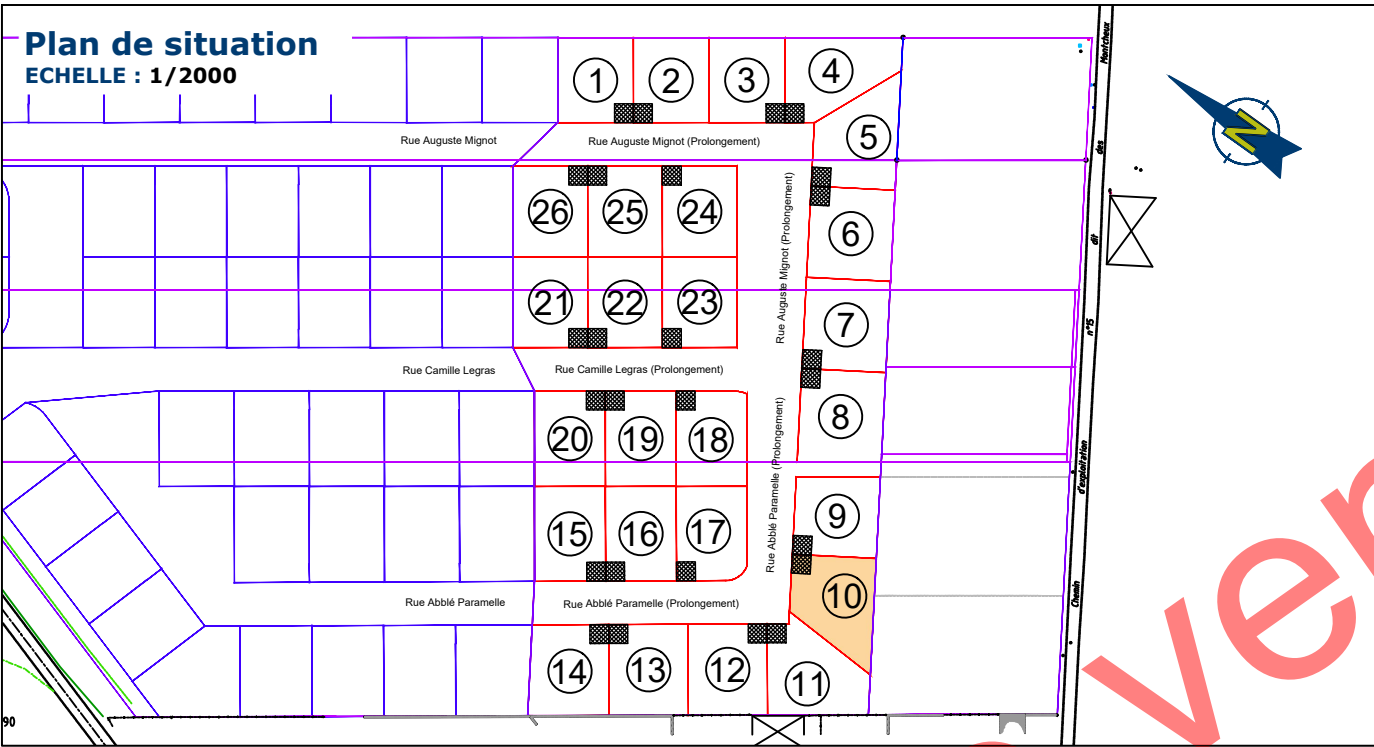 Plan de situation
ECHELLE : 1/2000
1
2
3
4
5
Rue Auguste Mignot
Rue Auguste Mignot (Prolongement)
26
25
24
Rue Auguste Mignot (Prolongement)
6
21
22
23
7
Rue Camille Legras
Rue Camille Legras (Prolongement)
20
19
18
8
Rue Abblé Paramelle (Prolongement)
15
16
17
9
10
Rue Abblé Paramelle
Rue Abblé Paramelle (Prolongement)
14
13
12
11
90
Chemin d'exploitation n°15 dit des Montcheux
N
ver